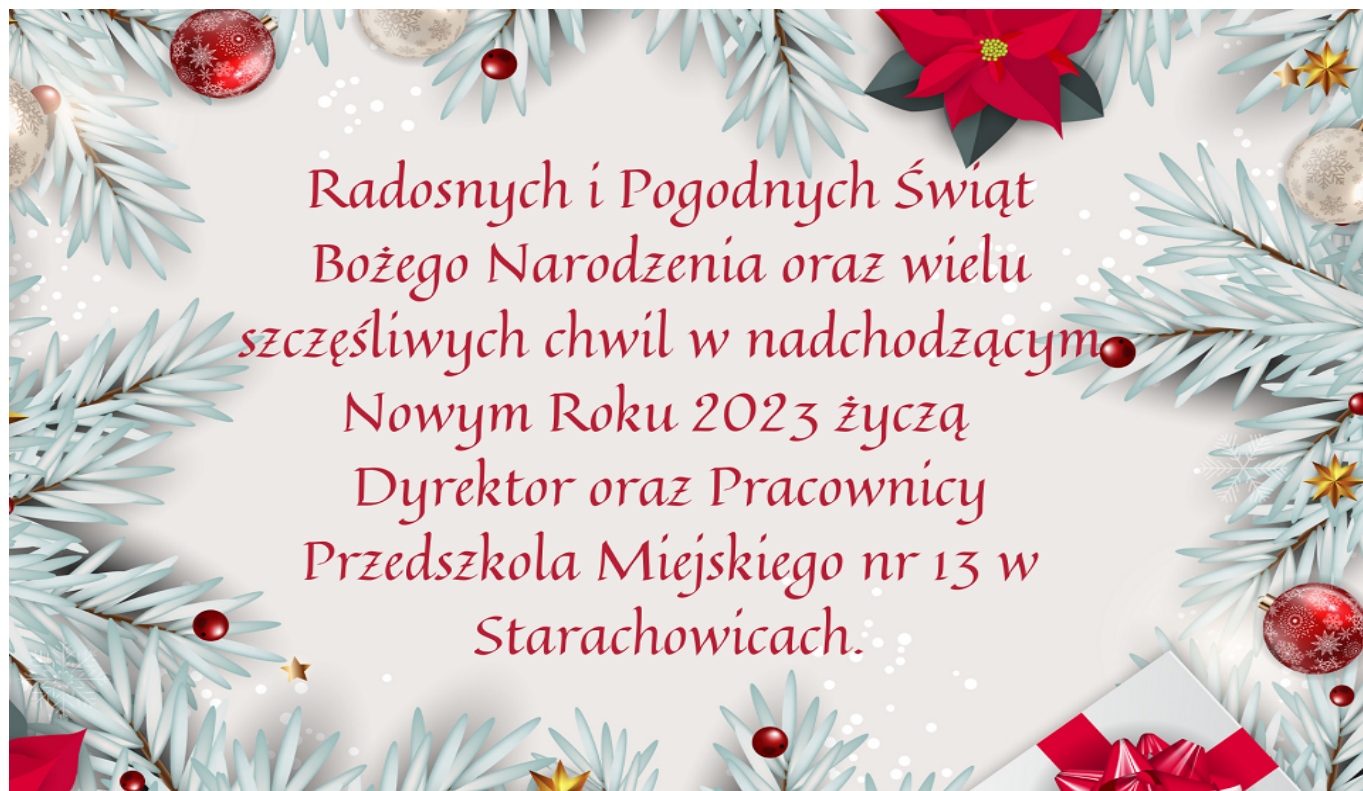 Radosnych i Pogodnych Świąt
Bożego Narodzenia oraz wielu
szczęśliwych chwil w nadchodzącym
Nowym Roku 2023 życzą
Dyrektor oraz Pracownicy
Przedszkola Miejskiego nr 13 w
Starachowicach.